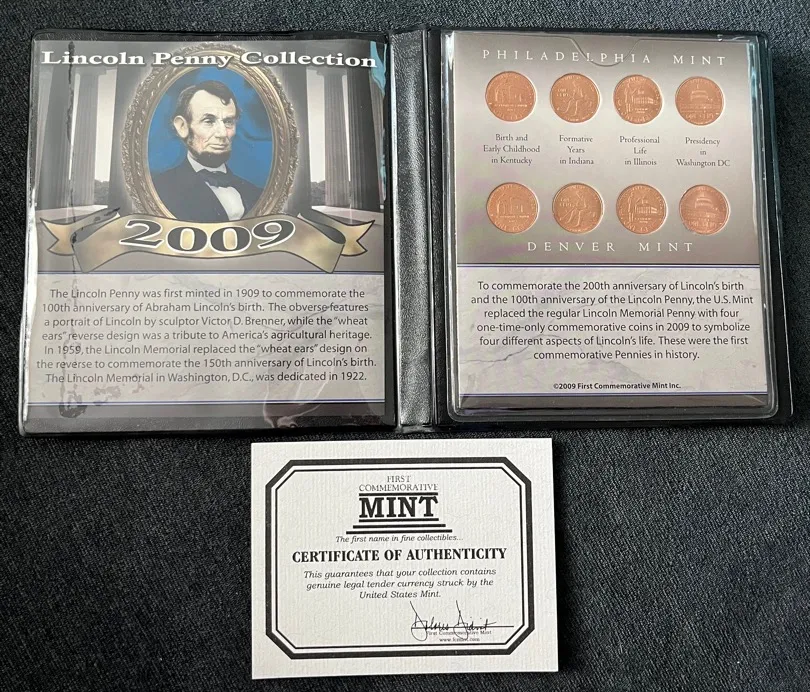 Lincoln Penny Collection
2009
The Lincoln Penny was first minted in 1909 to commemorate the
100th anniversary of Abraham Lincoln's birth. The obverse features
a portrait of Lincoln by sculptor Victor D. Brenner, while the "wheat
ears" reverse design was a tribute to America's agricultural heritage.
In 1959, the Lincoln Memorial replaced the "wheat ears" design on
the reverse to commemorate the 150th anniversary of Lincoln's birth.
The Lincoln Memorial in Washington, D.C., was dedicated in 1922.
PHILADELPHIA MINT
Birth and
Early Childhood
in Kentucky
Formative
Years
in Indiana
Professional
Life
in Illinois
Presidency
in
Washington DC
DENVER MINT
To commemorate the 200th anniversary of Lincoln's birth
and the 100th anniversary of the Lincoln Penny, the U.S. Mint
replaced the regular Lincoln Memorial Penny with four
one-time-only commemorative coins in 2009 to symbolize
four different aspects of Lincoln's life. These were the first
commemorative Pennies in history.
©2009 First Commemorative Mint Inc.
FIRST
COMMEMORATIVE
MINT
The first name in fine collectibles...
CERTIFICATE OF AUTHENTICITY
This guarantees that your collection contains
genuine legal tender currency struck by the
United States Mint.
First Commemorative Mint
www.fcmint.com